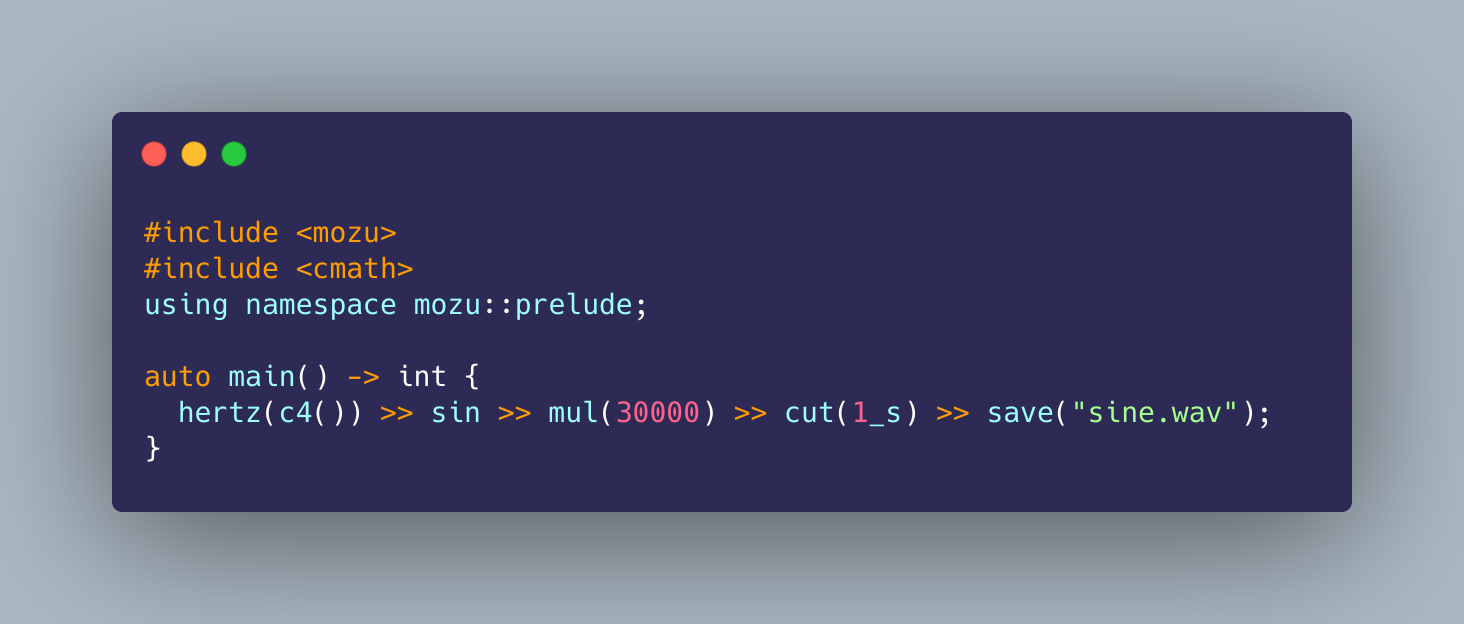 #include <mozu>
#include <cmath>
using namespace mozu::prelude;

auto main() -> int {
  hertz(c4()) >> sin >> mul(30000) >> cut(1_s) >> save("sine.wav");
}